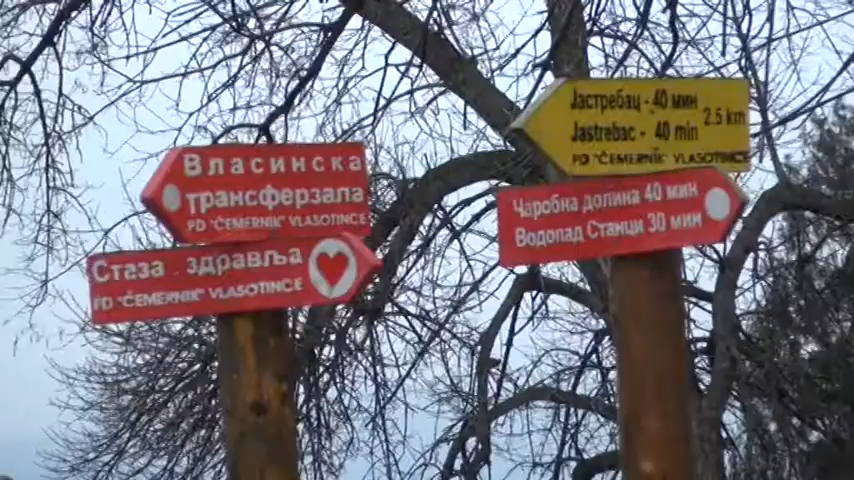 Власинска
трансферзала
PD "ČEMERNIK" VLASOTINCE
Стаза здравља
PD "ČEMERNIK" VLASOTINCE
Јастребац - 40 мин 2.5 km
Jastrebac - 40 min
PD "ČEMERNIK" VLASOTINCE
Чаробна долина 40 мин
Водопад Станци 30 мин